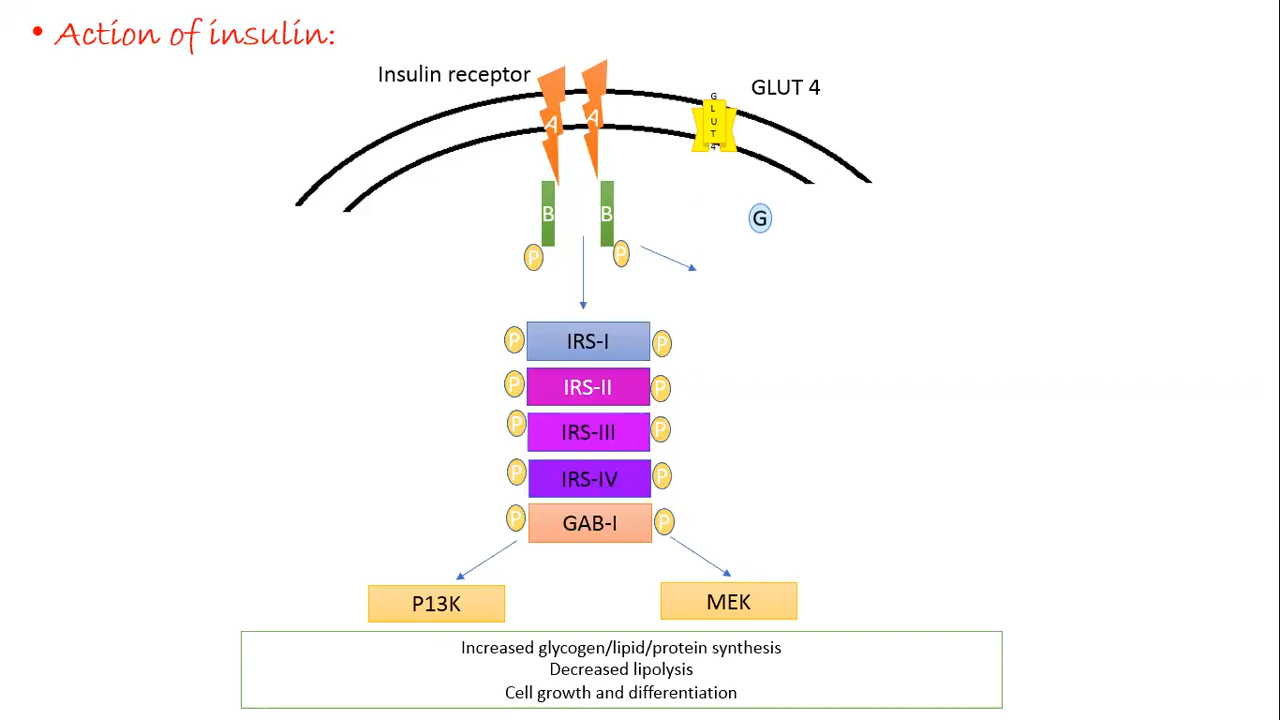 • Action of insulin:
Insulin receptor
GLUT 4
G
L
U
T
4
A A
B B
G
P P
P IRS-I P
P IRS-II P
P IRS-III P
P IRS-IV P
P GAB-I P
P13K
MEK
Increased glycogen/lipid/protein synthesis
Decreased lipolysis
Cell growth and differentiation